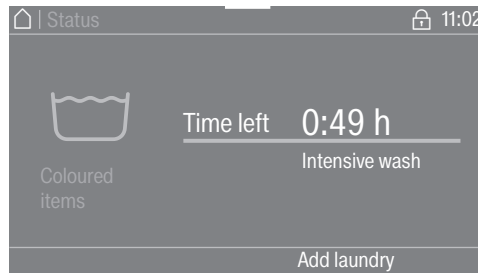 Status
11:02
Time left 0:49 h
Intensive wash
Coloured
items
Add laundry